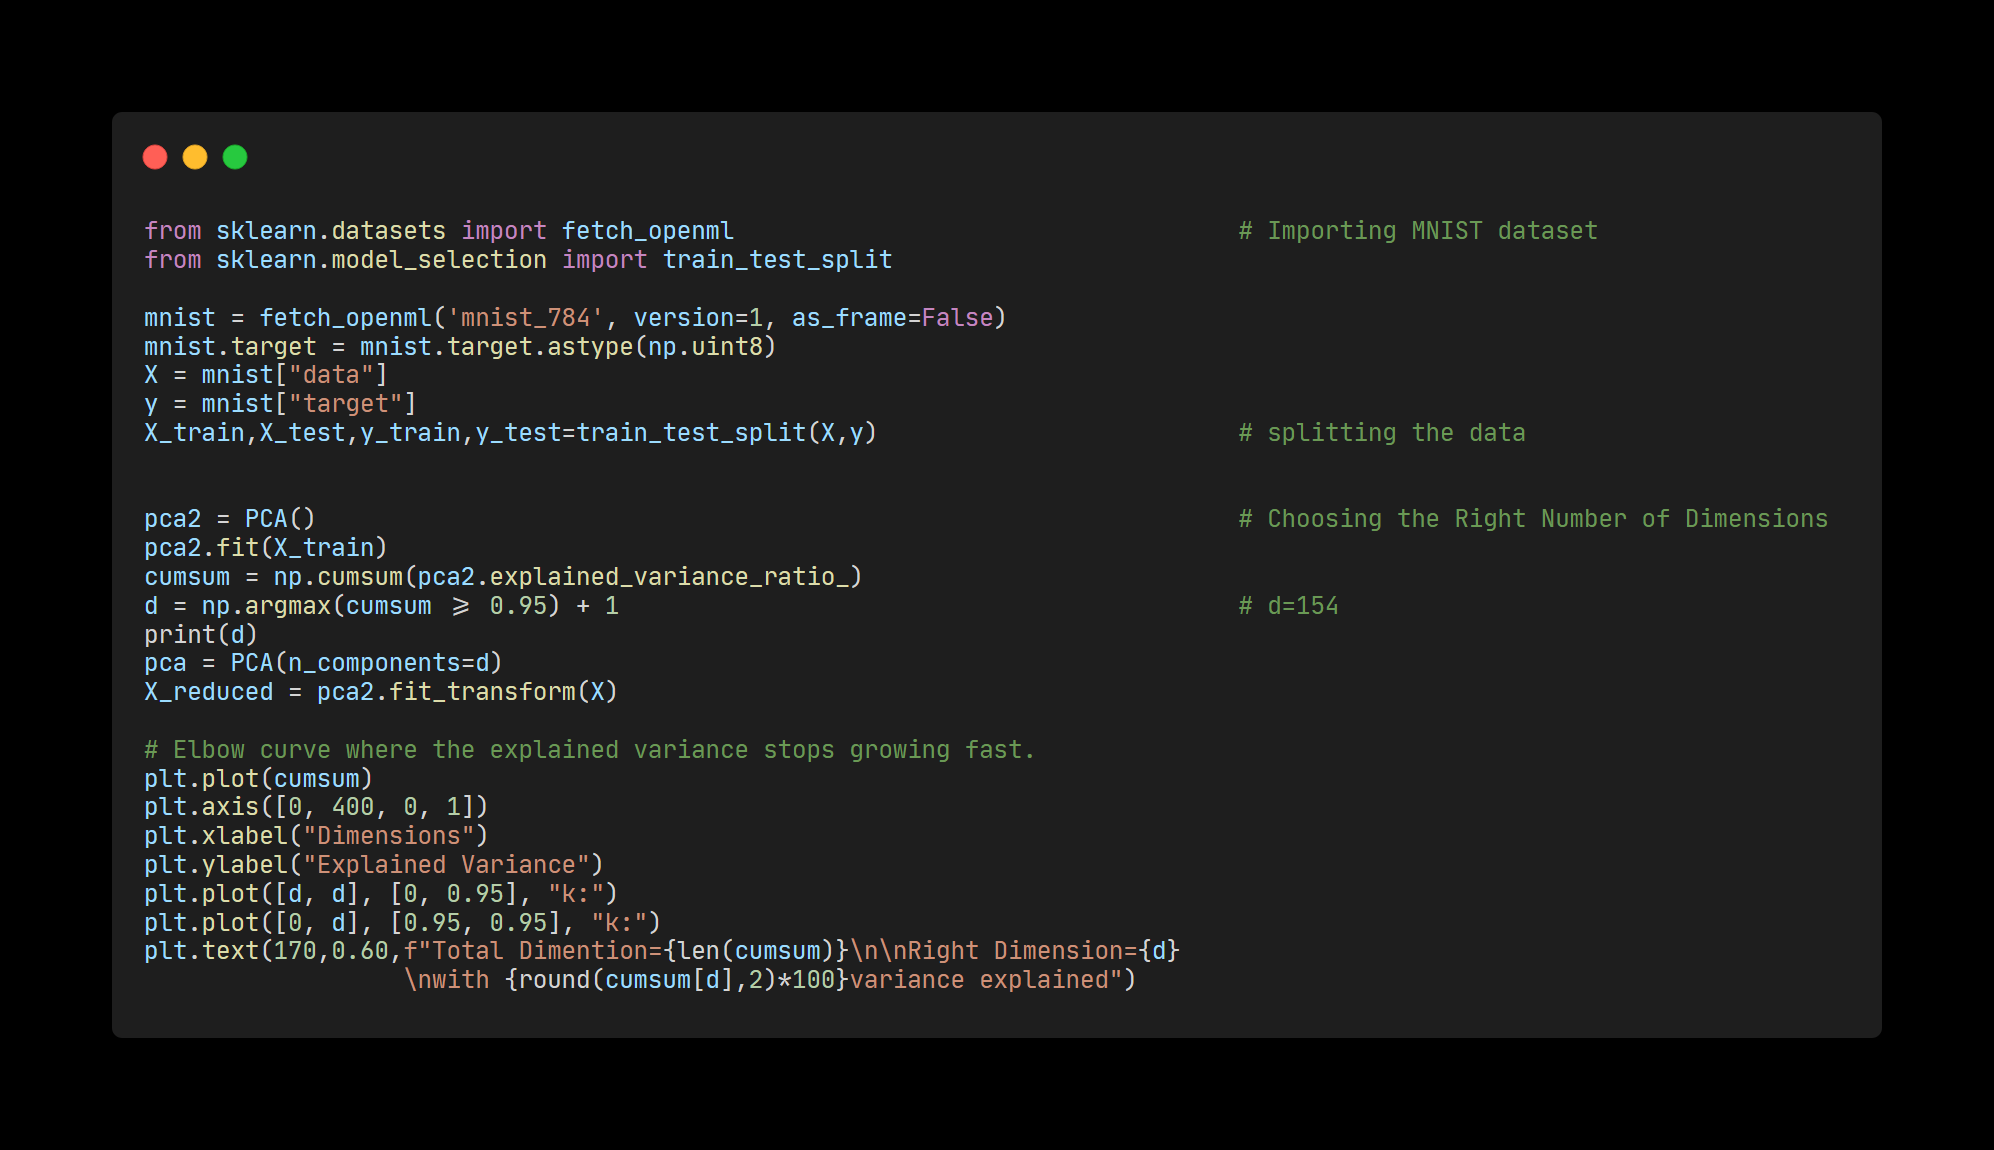 from sklearn.datasets import fetch_openml # Importing MNIST dataset
from sklearn.model_selection import train_test_split
mnist = fetch_openml('mnist_784', version=1, as_frame=False)
mnist.target = mnist.target.astype(np.uint8)
X = mnist["data"]
y = mnist["target"]
X_train,X_test,y_train,y_test=train_test_split(X,y) # splitting the data
pca2 = PCA() # Choosing the Right Number of Dimensions
pca2.fit(X_train)
cumsum = np.cumsum(pca2.explained_variance_ratio_)
d = np.argmax(cumsum >= 0.95) + 1 # d=154
print(d)
pca = PCA(n_components=d)
X_reduced = pca2.fit_transform(X)
# Elbow curve where the explained variance stops growing fast.
plt.plot(cumsum)
plt.axis([0, 400, 0, 1])
plt.xlabel("Dimensions")
plt.ylabel("Explained Variance")
plt.plot([d, d], [0, 0.95], "k:")
plt.plot([0, d], [0.95, 0.95], "k:")
plt.text(170,0.60,f"Total Dimention={len(cumsum)}\n\nRight Dimension={d}
\nwith {round(cumsum[d],2)*100}variance explained")